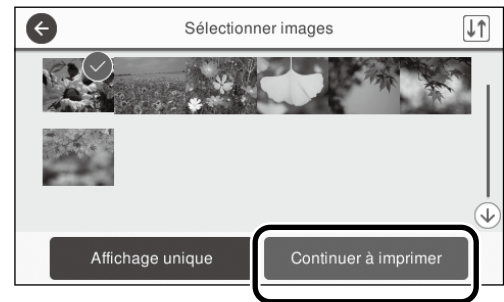 Sélectionner images
Affichage unique
Continuer à imprimer